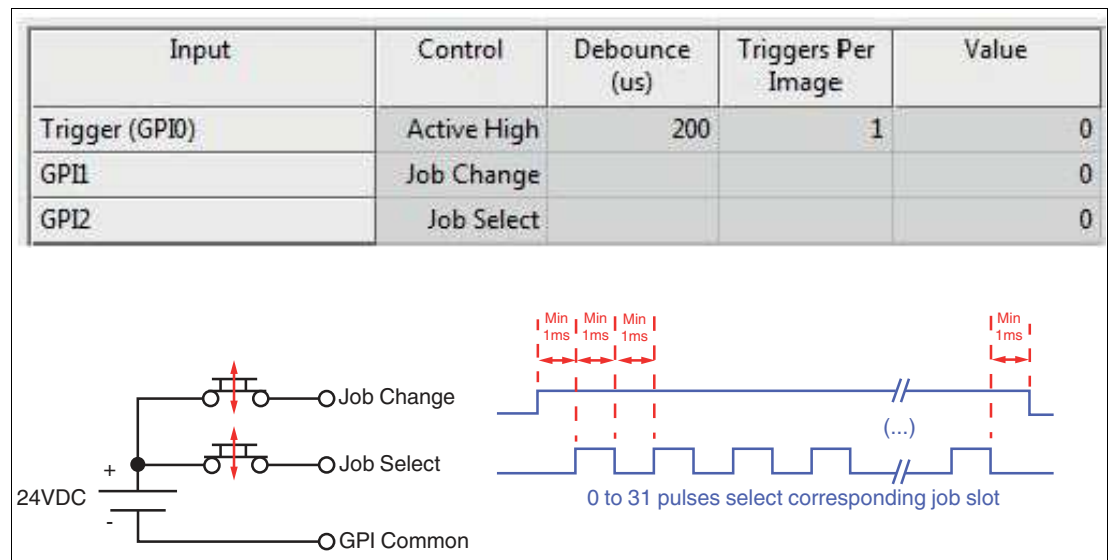 Input Control Debounce (us) Triggers Per Image Value
Trigger (GPI0) Active High 200 1 0
GPI1 Job Change 0
GPI2 Job Select 0
Min 1ms Min 1ms Min 1ms Min 1ms
Job Change
(...)
+ Job Select
24VDC
0 to 31 pulses select corresponding job slot
-
GPI Common